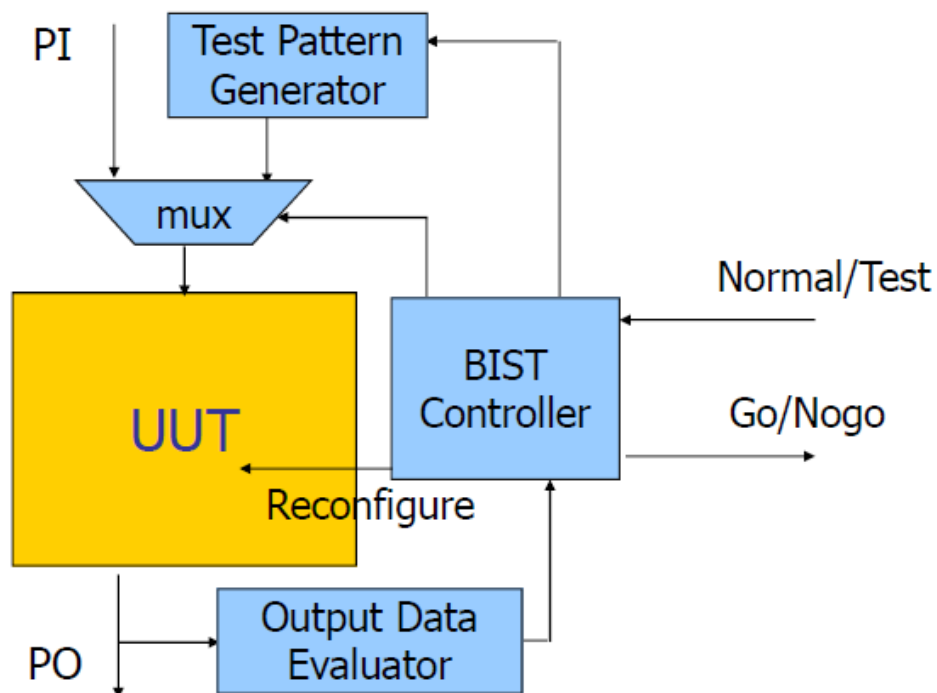 PI
Test Pattern
Generator
mux
Normal/Test
BIST
Controller
Go/Nogo
UUT
Reconfigure
Output Data
Evaluator
PO